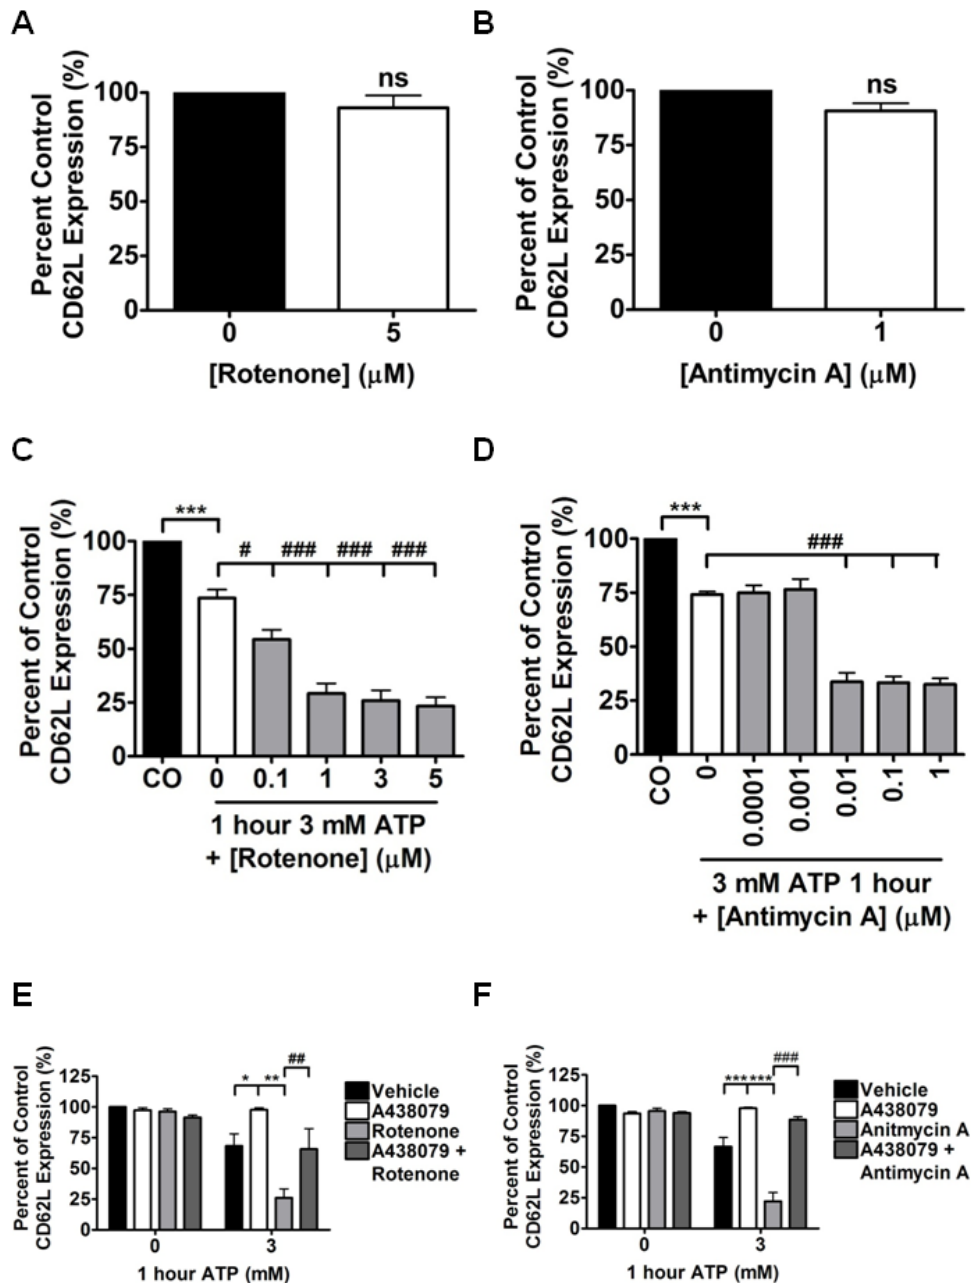 A
Percent Control
CD62L Expression (%)
100
75
50
25
0
ns
0
5
[Rotenone] (μM)
B
Percent of Control
CD62L Expression (%)
100
75
50
25
0
ns
0
1
[Antimycin A] (μM)
C
Percent of Control
CD62L Expression (%)
100
75
50
25
0
***
# ### ### ###
CO 0 0.1 1 3 5
1 hour 3 mM ATP
+ [Rotenone] (μM)
D
Percent of Control
CD62L Expression (%)
100
75
50
25
0
***
###
CO 0 0.0001 0.001 0.01 0.1 1
3 mM ATP 1 hour
+ [Antimycin A] (μM)
E
Percent of Control
CD62L Expression (%)
125
100
75
50
25
0
* **
##
0 3
1 hour ATP (mM)
Vehicle
A438079
Rotenone
A438079 +
Rotenone
F
Percent of Control
CD62L Expression (%)
125
100
75
50
25
0
*** ***
###
0 3
1 hour ATP (mM)
Vehicle
A438079
Anitmycin A
A438079 +
Antimycin A